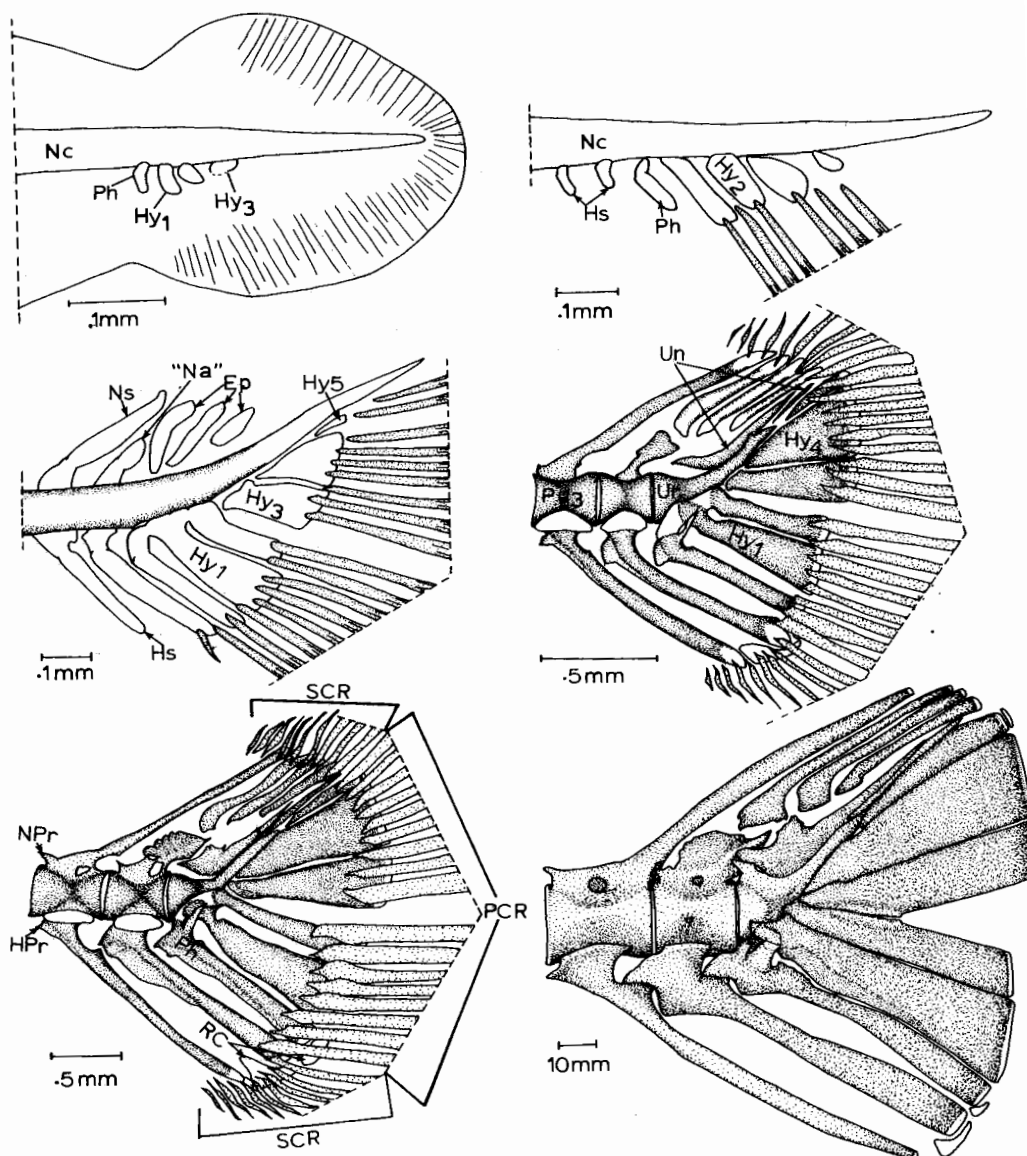 Nc
Ph
Hy1
Hy3
.1mm
Nc
Hs
Ph
Hy2
.1mm
Ns
"Na"
Ep
Hy5
Hy3
Hy1
Hs
.1mm
Un
Hy4
Hy1
.5mm
SCR
NPr
HPr
PCR
RC
.5mm
SCR
10mm